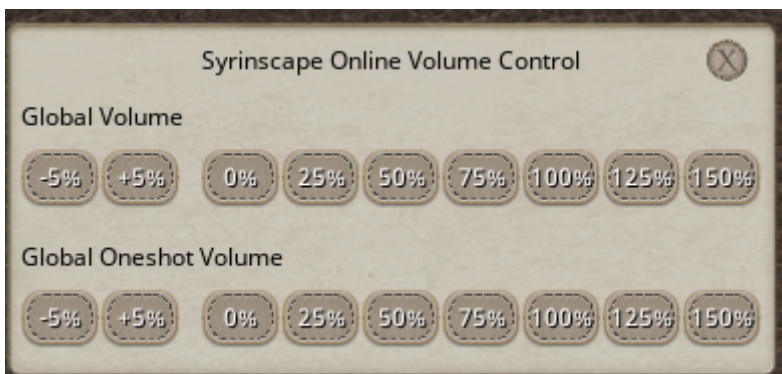 Syrinscape Online Volume Control X
Global Volume
-5% +5% 0% 25% 50% 75% 100% 125% 150%
Global Oneshot Volume
-5% +5% 0% 25% 50% 75% 100% 125% 150%